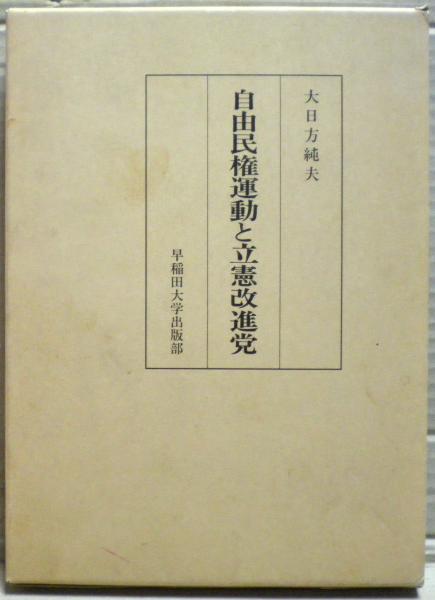 大日方純夫
自由民権運動と立憲改進党
早稲田大学出版部